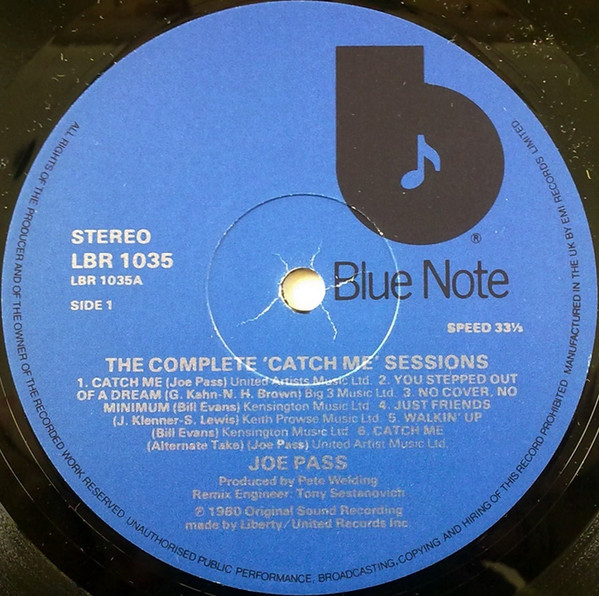 Blue Note
®
STEREO
LBR 1035
LBR 1035A
SIDE 1
SPEED 33⅓
THE COMPLETE 'CATCH ME' SESSIONS
1. CATCH ME (Joe Pass) United Artists Music Ltd. 2. YOU STEPPED OUT
OF A DREAM (G. Kahn-N. H. Brown) Big 3 Music Ltd. 3. NO COVER, NO
MINIMUM (Bill Evans) Kensington Music Ltd. 4. JUST FRIENDS
(J. Klenner-S. Lewis) Keith Prowse Music Ltd. 5. WALKIN' UP
(Bill Evans) Kensington Music Ltd. 6. CATCH ME
(Alternate Take) (Joe Pass) United Artist Music Ltd.
JOE PASS
Produced by Pete Welding
Remix Engineer: Tony Sestanovich
℗ 1980 Original Sound Recording
made by Liberty/United Records Inc
ALL RIGHTS OF THE PRODUCER AND OF THE OWNER OF THE RECORDED WORK RESERVED. UNAUTHORISED PUBLIC PERFORMANCE, BROADCASTING, COPYING AND HIRING OF THIS RECORD PROHIBITED. MANUFACTURED IN THE UK BY EMI RECORDS LIMITED.